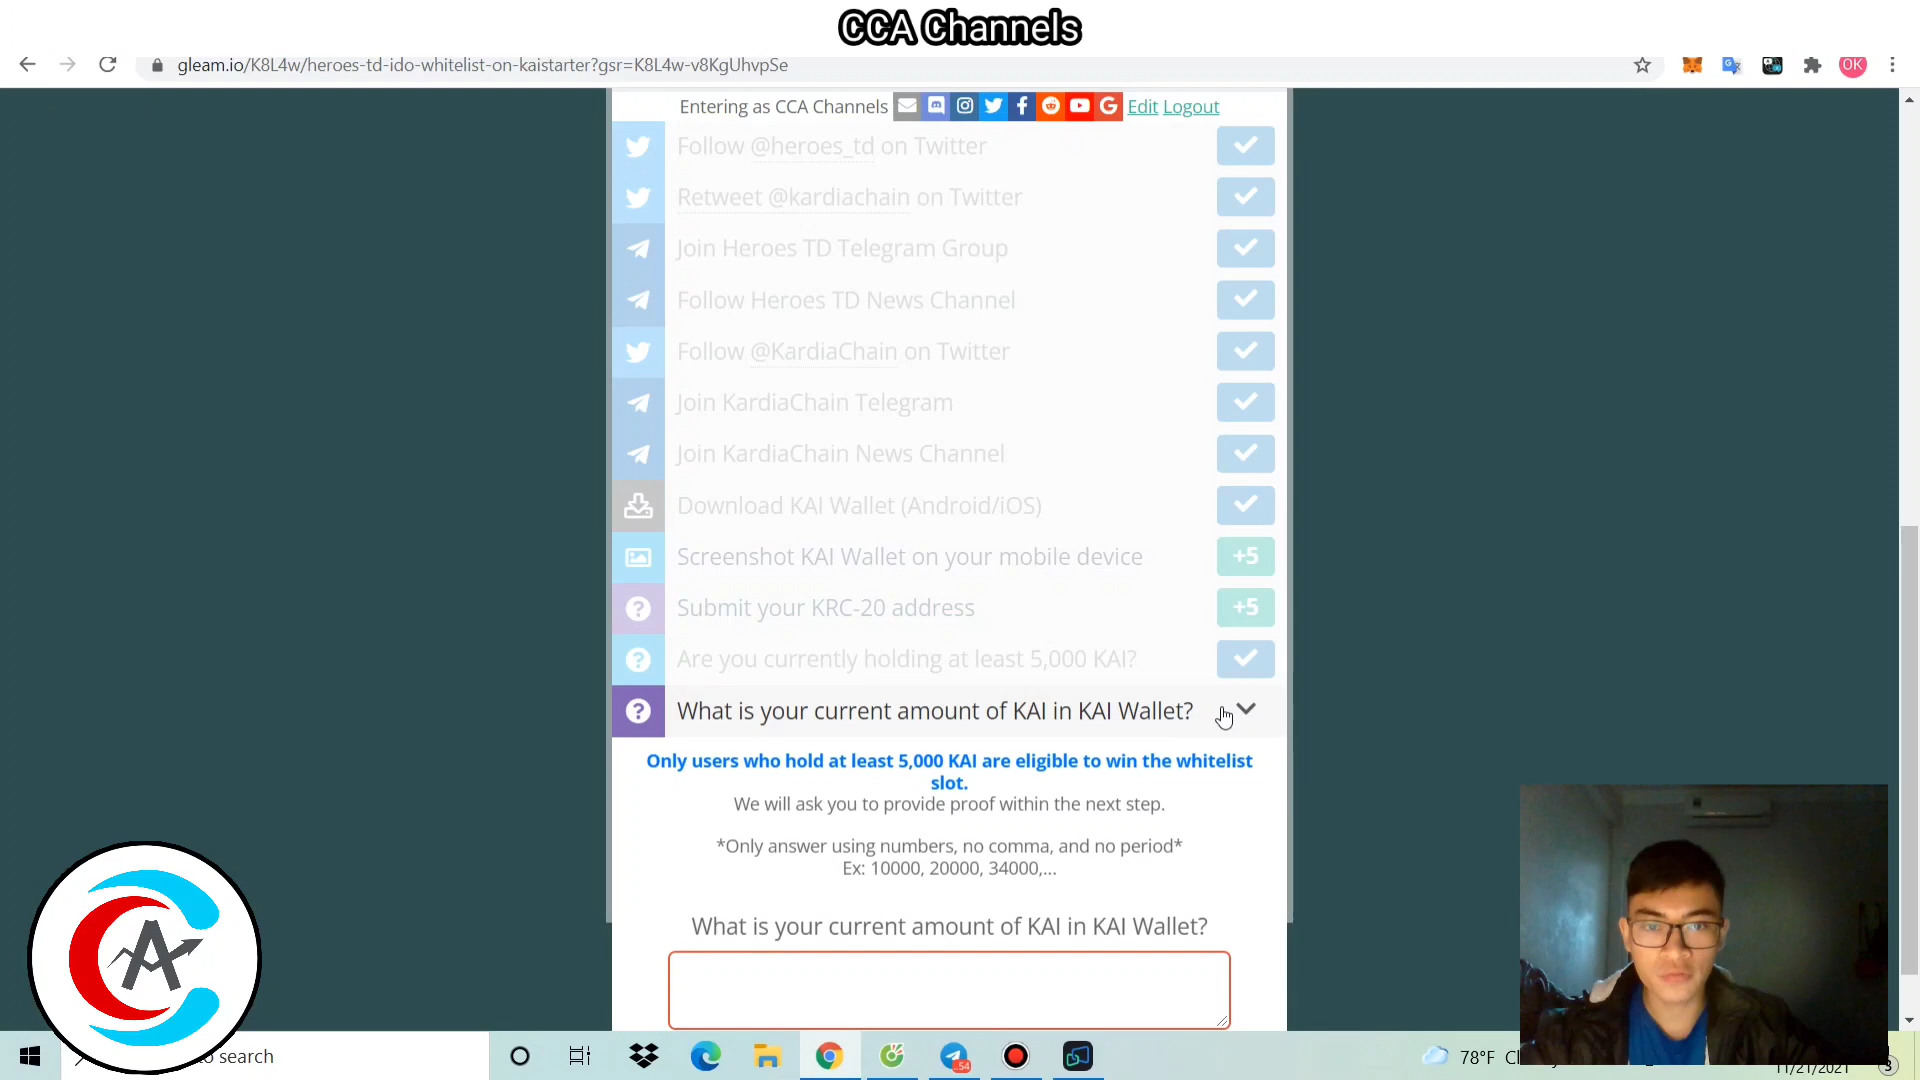 CCA Channels
gleam.io/K8L4w/heroes-td-ido-whitelist-on-kaistarter?gsr=K8L4w-v8KgUhvpSe
OK
Entering as CCA Channels Edit Logout
Follow @heroes_td on Twitter
Retweet @kardiachain on Twitter
Join Heroes TD Telegram Group
Follow Heroes TD News Channel
Follow @KardiaChain on Twitter
Join KardiaChain Telegram
Join KardiaChain News Channel
Download KAI Wallet (Android/iOS)
Screenshot KAI Wallet on your mobile device +5
Submit your KRC-20 address +5
Are you currently holding at least 5,000 KAI?
What is your current amount of KAI in KAI Wallet?
Only users who hold at least 5,000 KAI are eligible to win the whitelist
slot.
We will ask you to provide proof within the next step.
*Only answer using numbers, no comma, and no period*
Ex: 10000, 20000, 34000,...
What is your current amount of KAI in KAI Wallet?
to search
54
78°F
11/21/2021
3